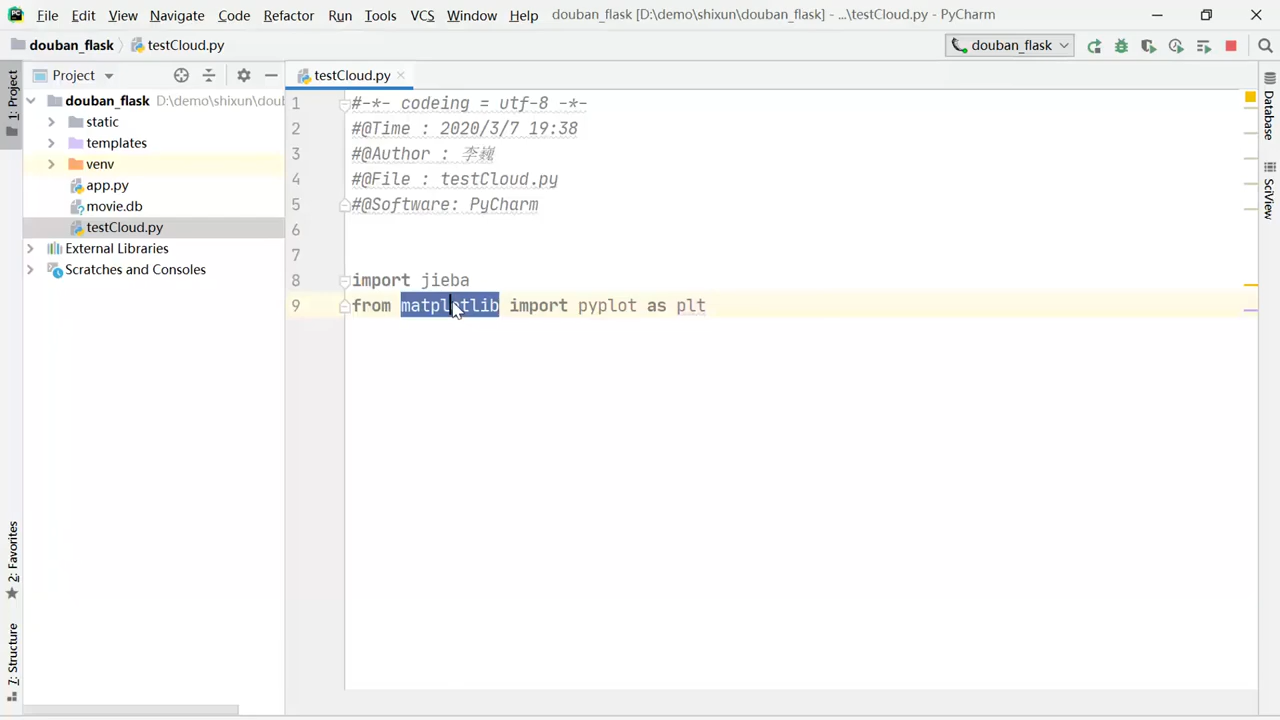 File Edit View Navigate Code Refactor Run Tools VCS Window Help douban_flask [D:\demo\shixun\douban_flask] - ...\testCloud.py - PyCharm
douban_flask testCloud.py douban_flask
Project
testCloud.py
douban_flask D:\demo\shixun\dou
static
templates
venv
app.py
movie.db
testCloud.py
External Libraries
Scratches and Consoles
1 #-*- codeing = utf-8 -*-
2 #@Time : 2020/3/7 19:38
3 #@Author : 李巍
4 #@File : testCloud.py
5 #@Software: PyCharm
6
7
8 import jieba
9 from matplotlib import pyplot as plt
1: Project
2: Favorites
7: Structure
Database
SciView